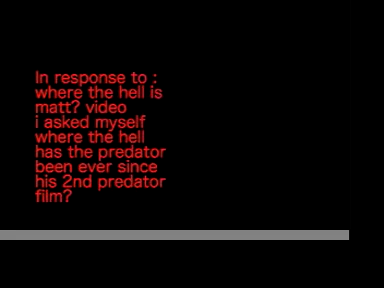 In response to :
where the hell is
matt? video
i asked myself
where the hell
has the predator
been ever since
his 2nd predator
film?